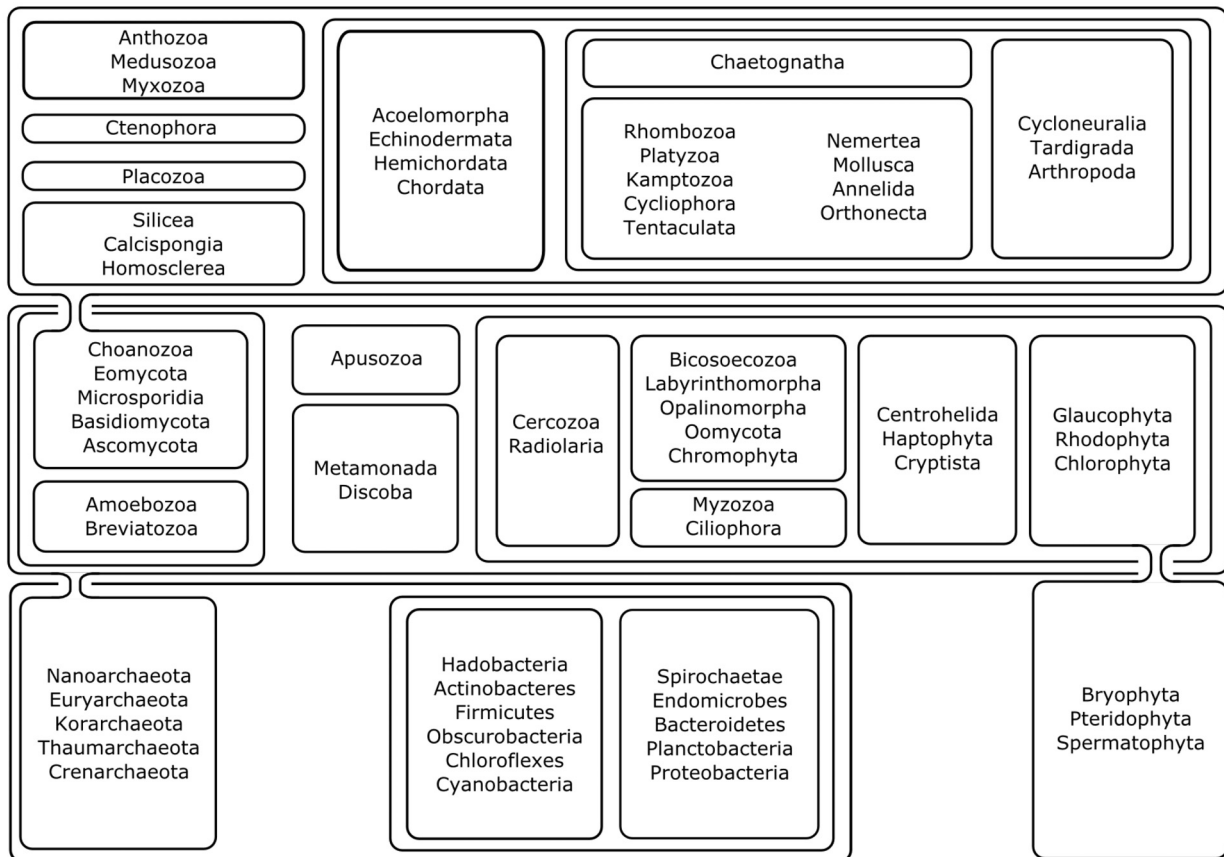 Anthozoa
Medusozoa
Myxozoa
Ctenophora
Placozoa
Silicea
Calcispongia
Homosclerea
Acoelomorpha
Echinodermata
Hemichordata
Chordata
Chaetognatha
Rhombozoa
Platyzoa
Kamptozoa
Cycliophora
Tentaculata
Nemertea
Mollusca
Annelida
Orthonecta
Cycloneuralia
Tardigrada
Arthropoda
Choanozoa
Eomycota
Microsporidia
Basidiomycota
Ascomycota
Amoebozoa
Breviatozoa
Apusozoa
Metamonada
Discoba
Cercozoa
Radiolaria
Bicosoecozoa
Labyrinthomorpha
Opalinomorpha
Oomycota
Chromophyta
Myzozoa
Ciliophora
Centrohelida
Haptophyta
Cryptista
Glaucophyta
Rhodophyta
Chlorophyta
Nanoarchaeota
Euryarchaeota
Korarchaeota
Thaumarchaeota
Crenarchaeota
Hadobacteria
Actinobacteres
Firmicutes
Obscurobacteria
Chloroflexes
Cyanobacteria
Spirochaetae
Endomicrobes
Bacteroidetes
Planctobacteria
Proteobacteria
Bryophyta
Pteridophyta
Spermatophyta